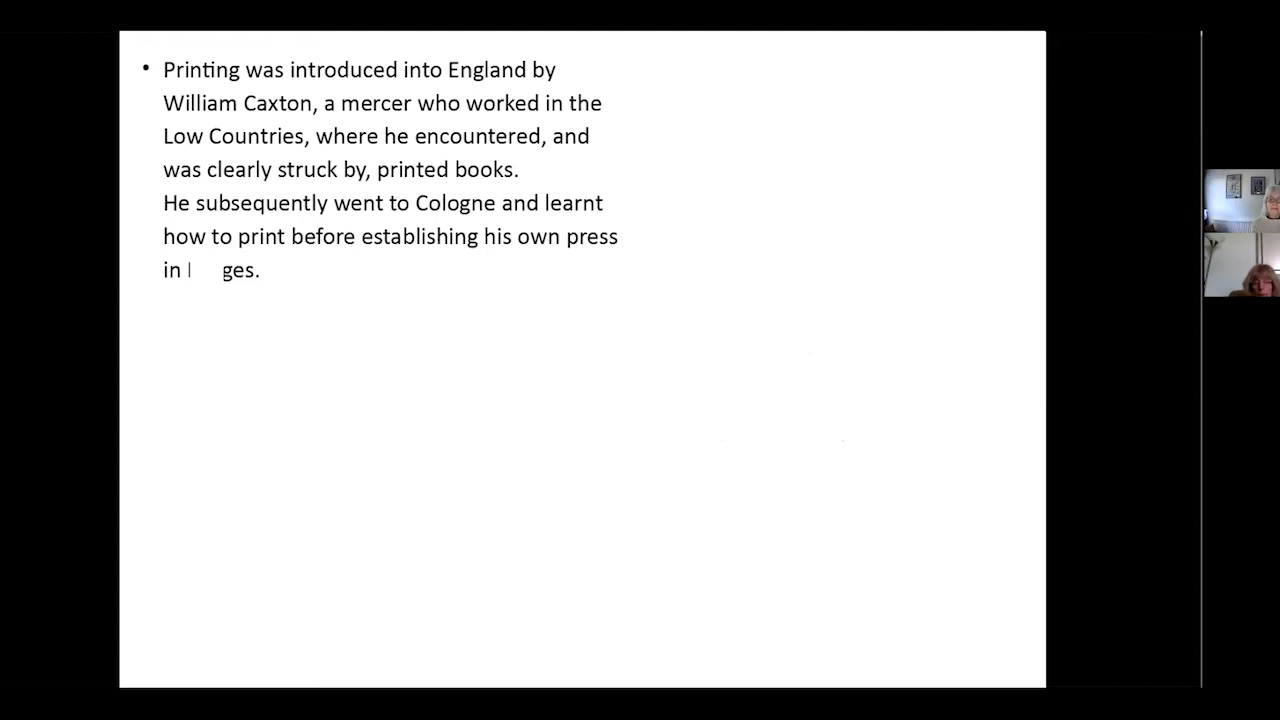 • Printing was introduced into England by
William Caxton, a mercer who worked in the
Low Countries, where he encountered, and
was clearly struck by, printed books.
He subsequently went to Cologne and learnt
how to print before establishing his own press
in